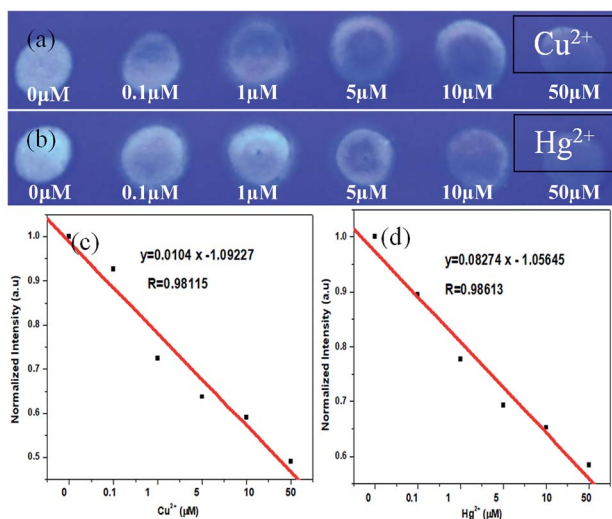 (a)
Cu²⁺
0μM 0.1μM 1μM 5μM 10μM 50μM
(b)
Hg²⁺
0μM 0.1μM 1μM 5μM 10μM 50μM
(c)
y=0.0104 x -1.09227
R=0.98115
Normalized Intensity (a.u)
1.0
0.9
0.8
0.7
0.6
0.5
0 0.1 1 5 10 50
Cu²⁺ (μM)
(d)
y=0.08274 x - 1.05645
R=0.98613
Normalized Intensity (a.u)
1.0
0.9
0.8
0.7
0.6
0 0.1 1 5 10 50
Hg²⁺ (μM)